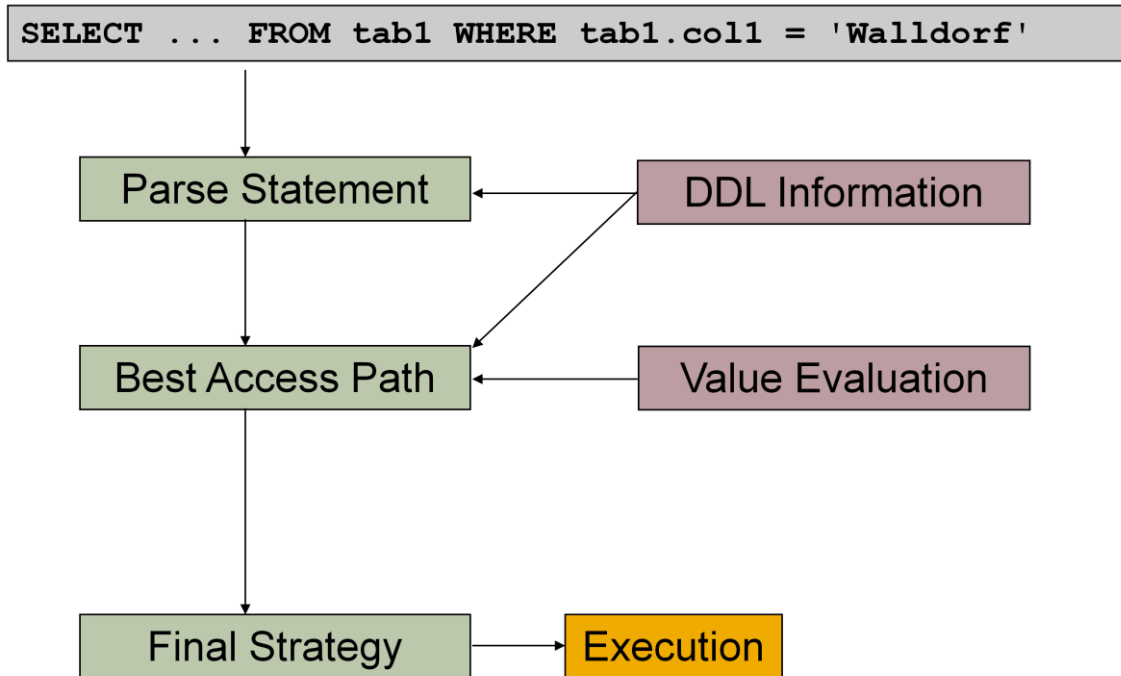 SELECT ... FROM tab1 WHERE tab1.col1 = 'Walldorf'
Parse Statement
DDL Information
Best Access Path
Value Evaluation
Final Strategy
Execution